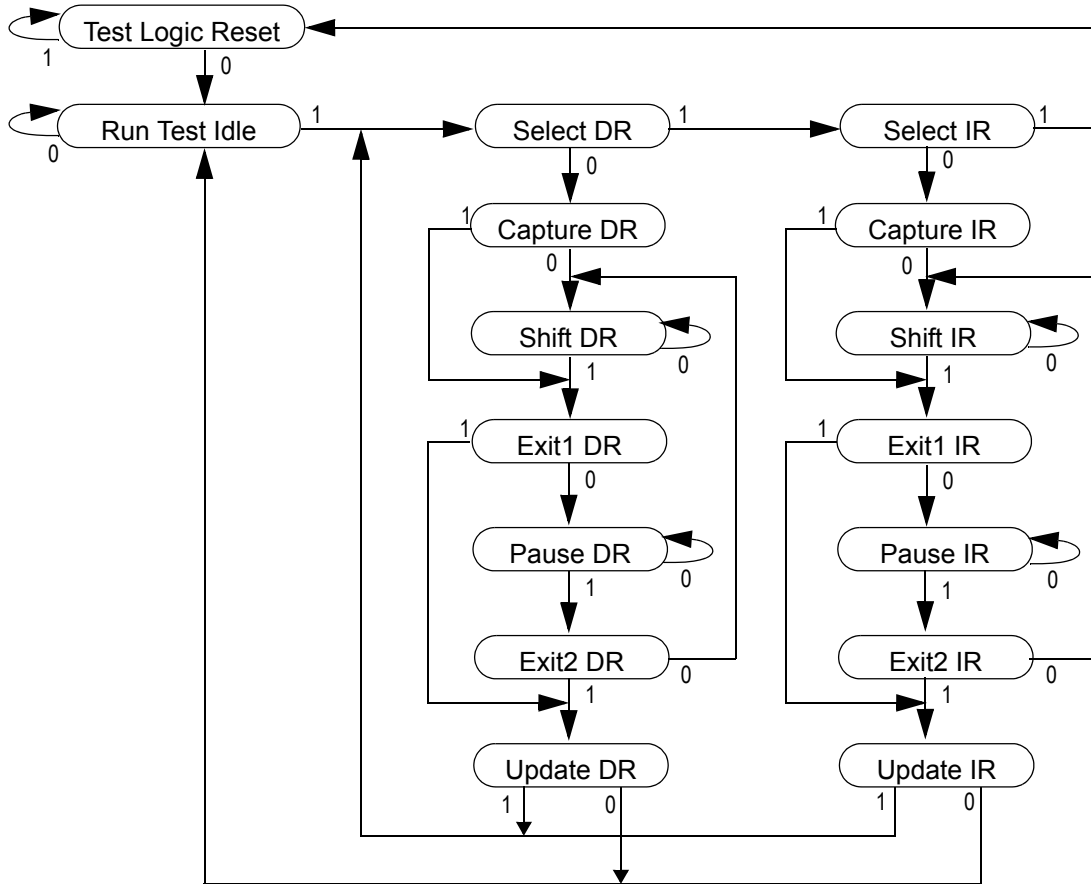 Test Logic Reset
1
0
Run Test Idle
1
Select DR
1
Select IR
1
0
0
0
1
Capture DR
1
Capture IR
0
0
Shift DR
Shift IR
0
0
1
1
1
Exit1 DR
1
Exit1 IR
0
0
Pause DR
Pause IR
0
0
1
1
Exit2 DR
Exit2 IR
0
0
1
1
Update DR
Update IR
1
0
1
0